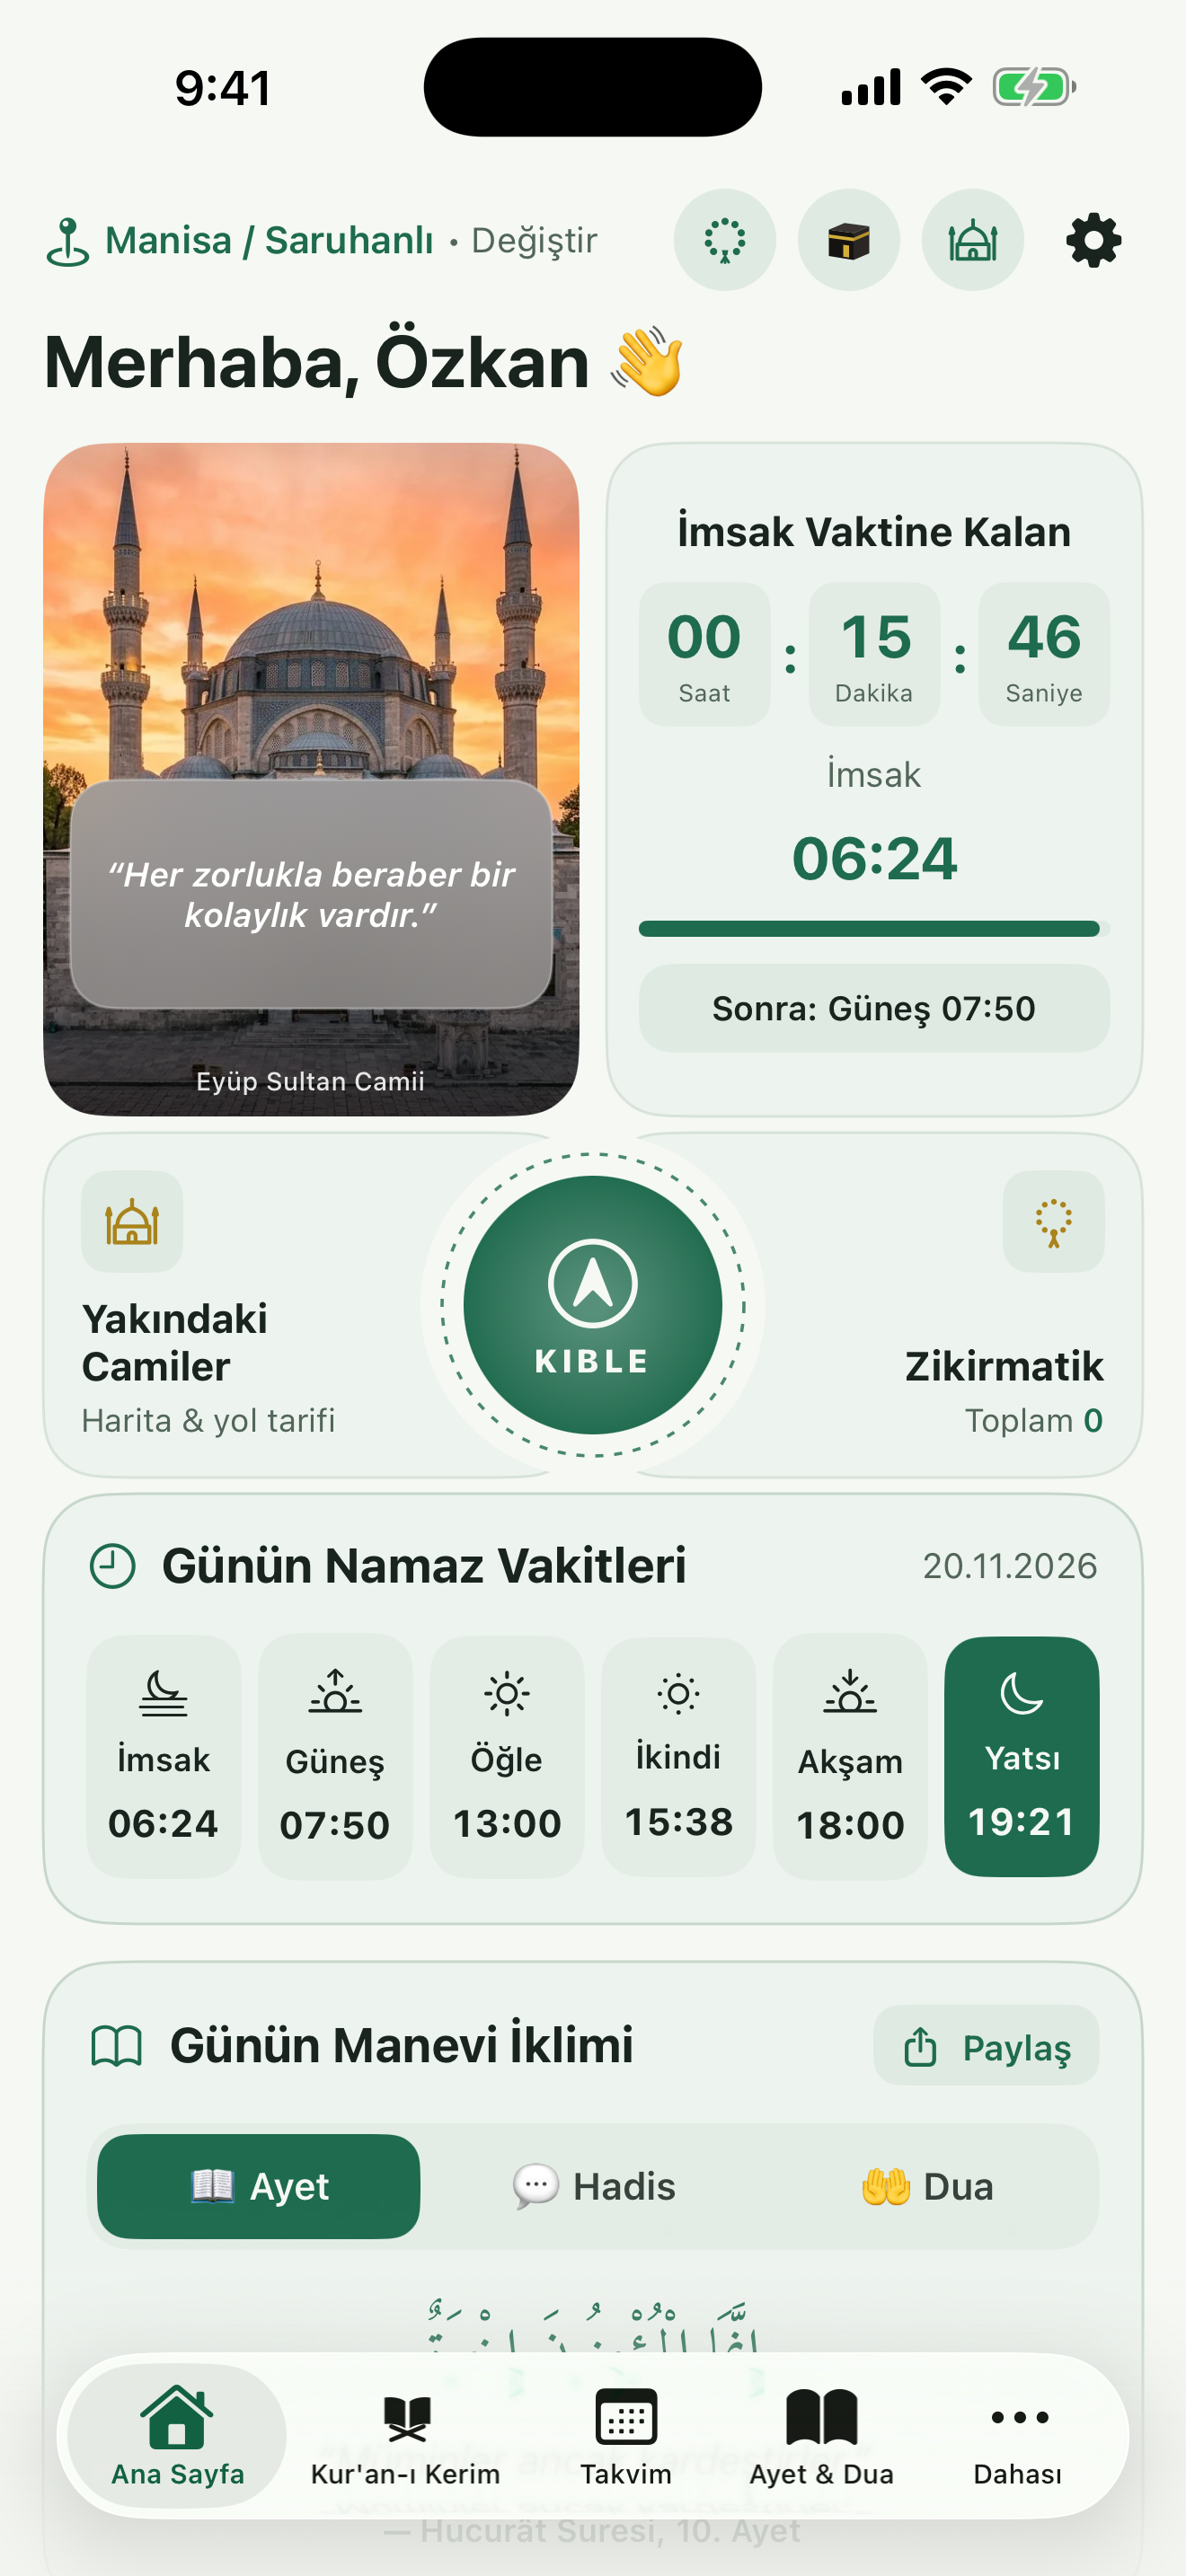 9:41
Manisa / Saruhanlı • Değiştir
Merhaba, Özkan 👋
“Her zorlukla beraber bir
kolaylık vardır.”
Eyüp Sultan Camii
İmsak Vaktine Kalan
00 : 15 : 46
Saat Dakika Saniye
İmsak
06:24
Sonra: Güneş 07:50
Yakındaki
Camiler
Harita & yol tarifi
KIBLE
Zikirmatik
Toplam 0
Günün Namaz Vakitleri 20.11.2026
İmsak Güneş Öğle İkindi Akşam Yatsı
06:24 07:50 13:00 15:38 18:00 19:21
Günün Manevi İklimi Paylaş
📖 Ayet 💬 Hadis 🤲 Dua
“Müminler ancak kardeştirler.”
Ana Sayfa Kur'an-ı Kerim Takvim Ayet & Dua Dahası
— Hucurât Suresi, 10. Ayet